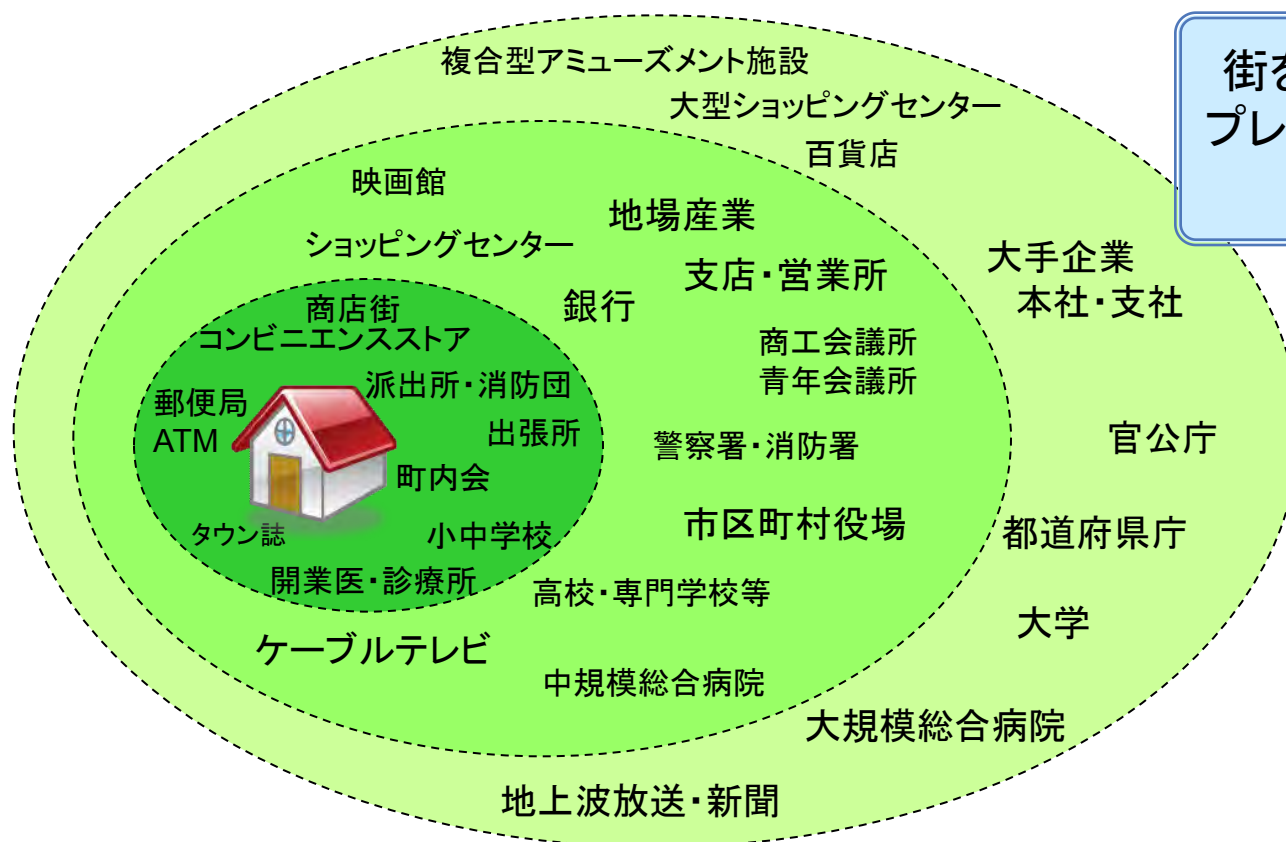 複合型アミューズメント施設
大型ショッピングセンター
百貨店
街を
プレ
映画館
地場産業
ショッピングセンター
支店・営業所
大手企業
本社・支社
銀行
商店街
コンビニエンスストア
商工会議所
青年会議所
派出所・消防団
郵便局
ATM
出張所
警察署・消防署
官公庁
町内会
タウン誌
小中学校
市区町村役場
都道府県庁
開業医・診療所
高校・専門学校等
大学
ケーブルテレビ
中規模総合病院
大規模総合病院
地上波放送・新聞